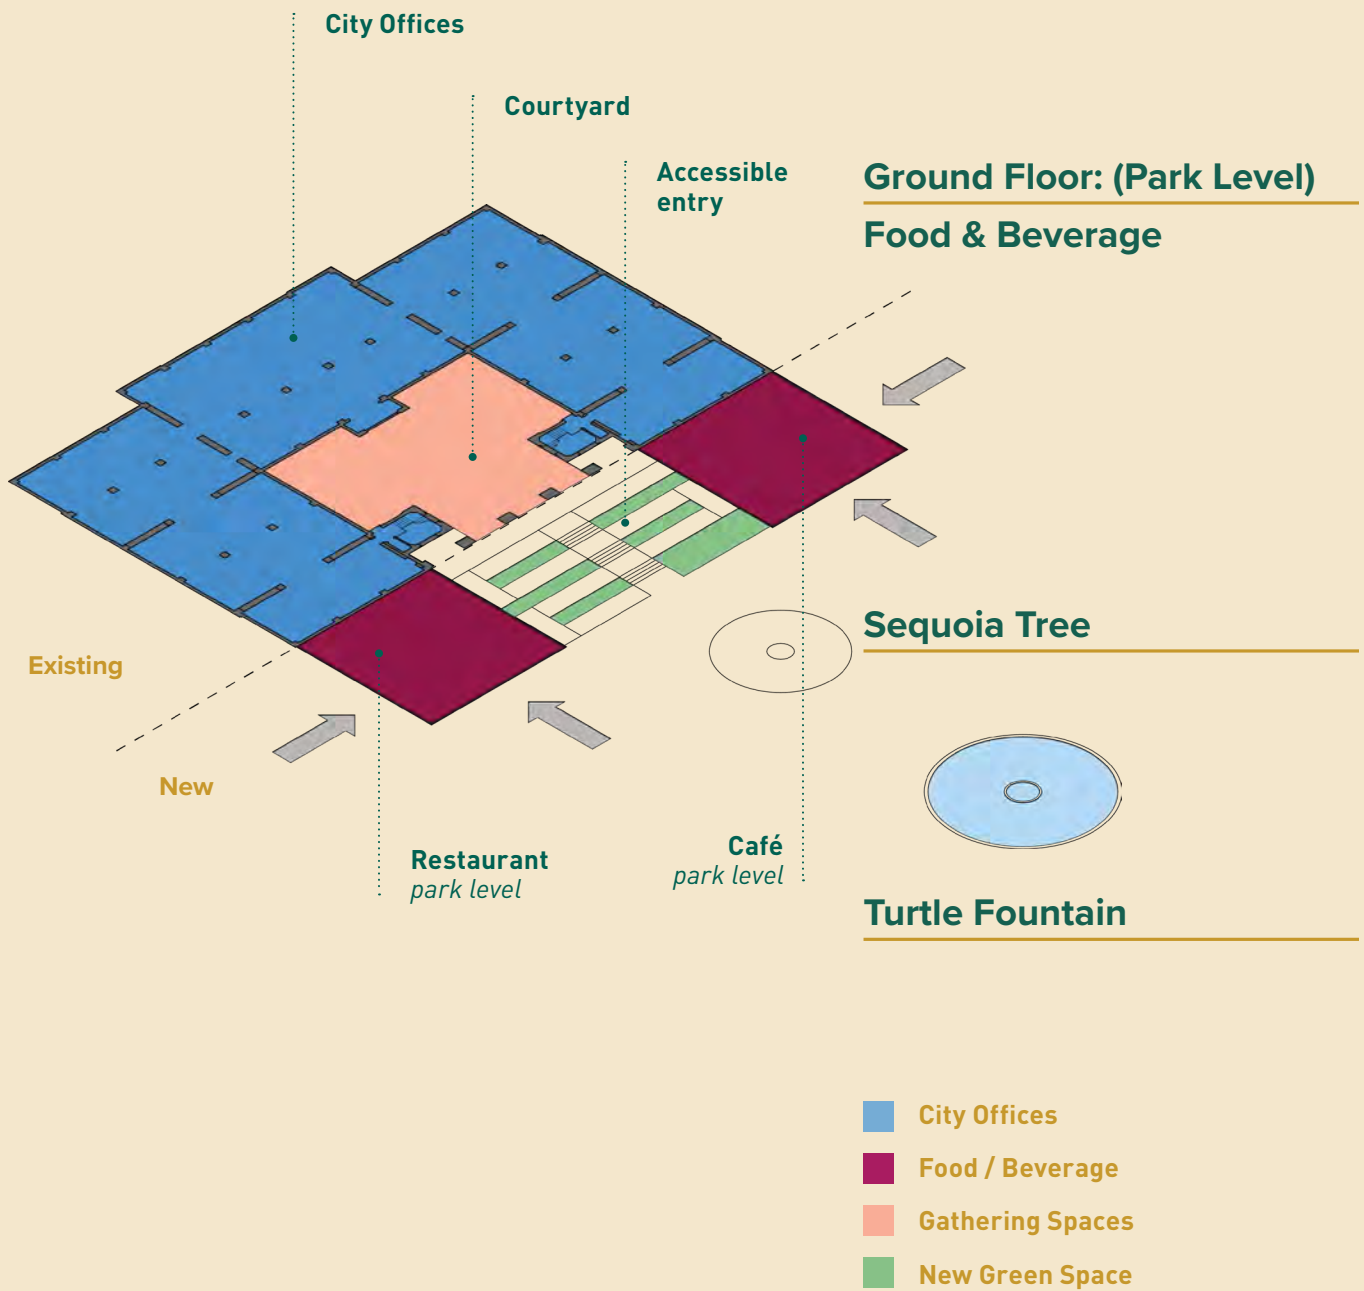 City Offices
Courtyard
Accessible
entry
Ground Floor: (Park Level)
Food & Beverage
Sequoia Tree
Existing
New
Restaurant
park level
Café
park level
Turtle Fountain
City Offices
Food / Beverage
Gathering Spaces
New Green Space